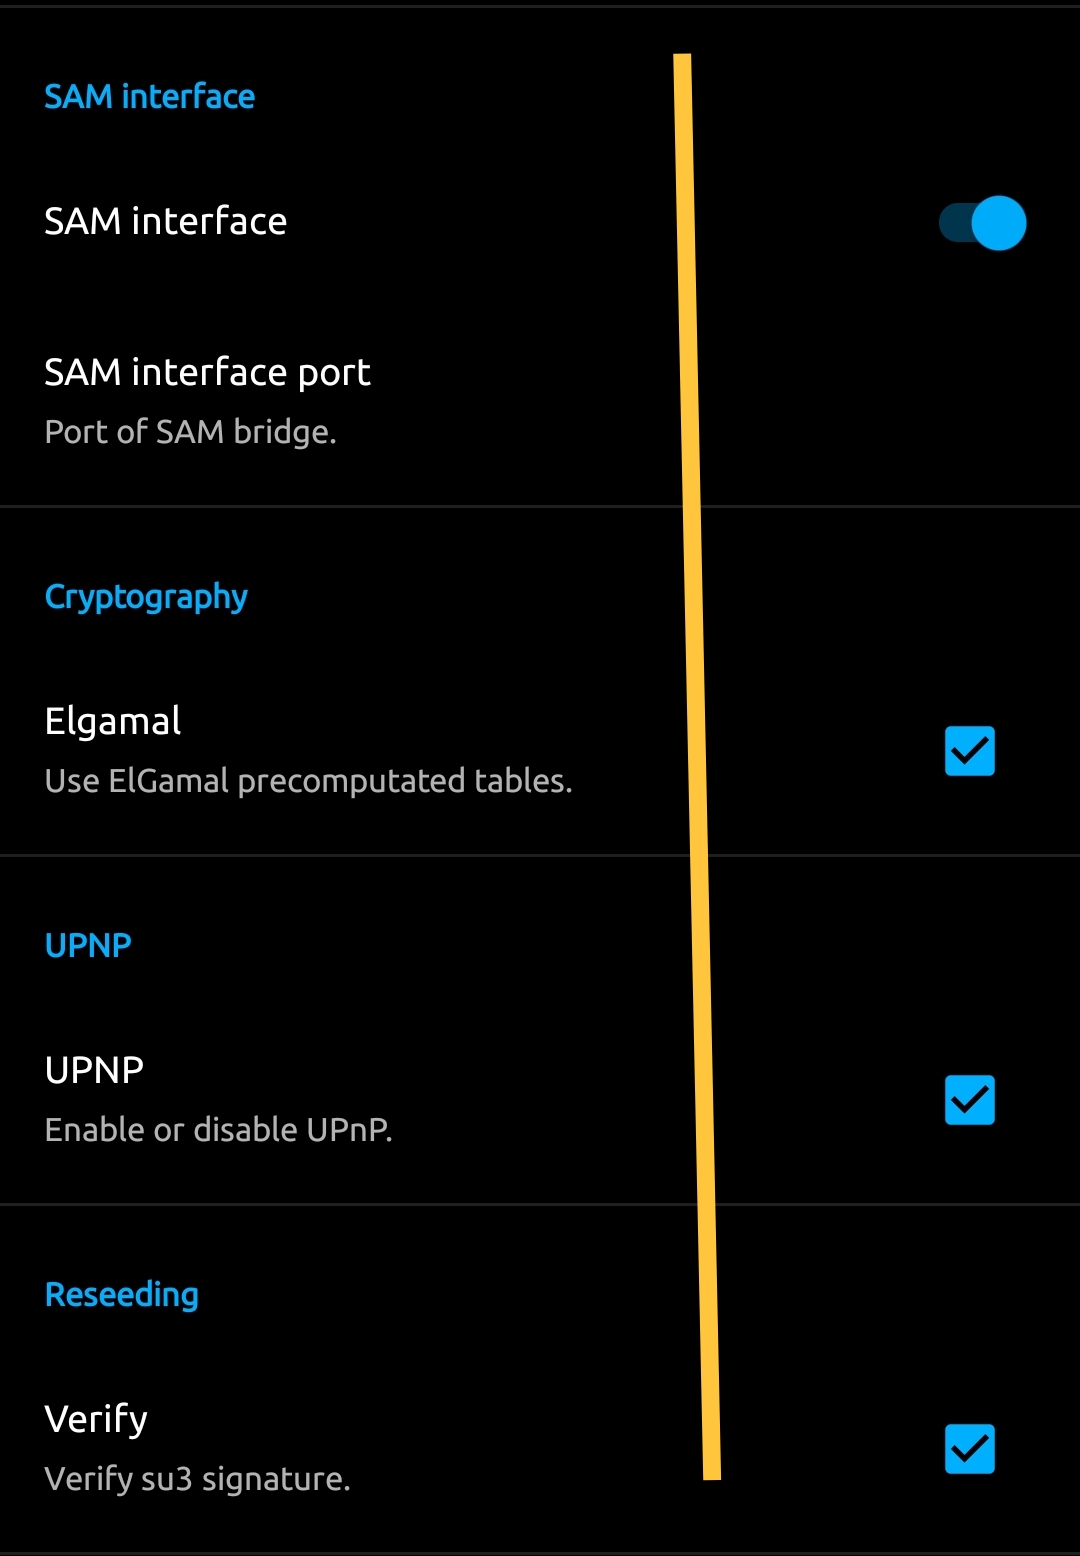 SAM interface
SAM interface
SAM interface port
Port of SAM bridge.
Cryptography
Elgamal
Use ElGamal precomputated tables.
UPNP
UPNP
Enable or disable UPnP.
Reseeding
Verify
Verify su3 signature.